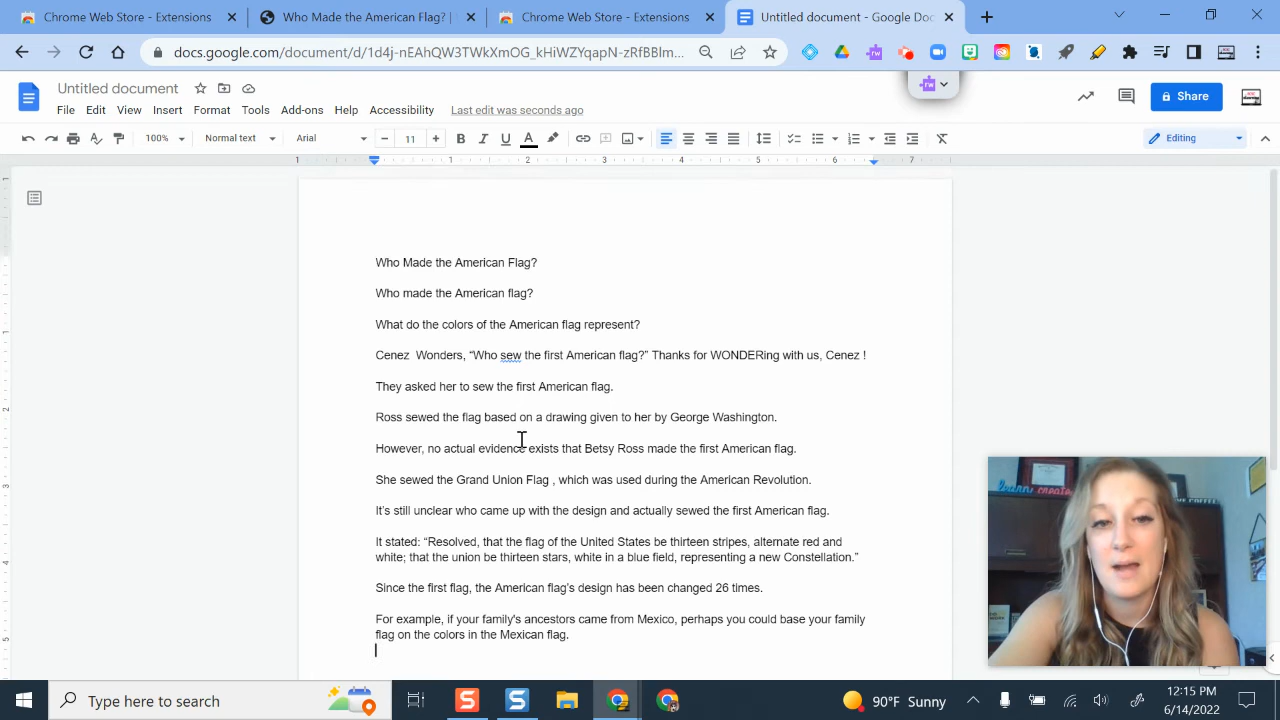 Chrome Web Store - Extensions
Who Made the American Flag?
Chrome Web Store - Extensions
Untitled document - Google Doc
docs.google.com/document/d/1d4j-nEAhQW3TWkXmOG_kHiWZYqapN-zRfBBIm...
Untitled document
File Edit View Insert Format Tools Add-ons Help Accessibility Last edit was seconds ago
Share
100% Normal text Arial 11 Editing
1 1 2 3 4 5 6 7
Who Made the American Flag?
Who made the American flag?
What do the colors of the American flag represent?
Cenez  Wonders, “Who sew the first American flag?” Thanks for WONDERing with us, Cenez !
They asked her to sew the first American flag.
Ross sewed the flag based on a drawing given to her by George Washington.
However, no actual evidence exists that Betsy Ross made the first American flag.
She sewed the Grand Union Flag , which was used during the American Revolution.
It’s still unclear who came up with the design and actually sewed the first American flag.
It stated: “Resolved, that the flag of the United States be thirteen stripes, alternate red and
white; that the union be thirteen stars, white in a blue field, representing a new Constellation.”
Since the first flag, the American flag’s design has been changed 26 times.
For example, if your family's ancestors came from Mexico, perhaps you could base your family
flag on the colors in the Mexican flag.
Type here to search
90°F Sunny
12:15 PM
6/14/2022